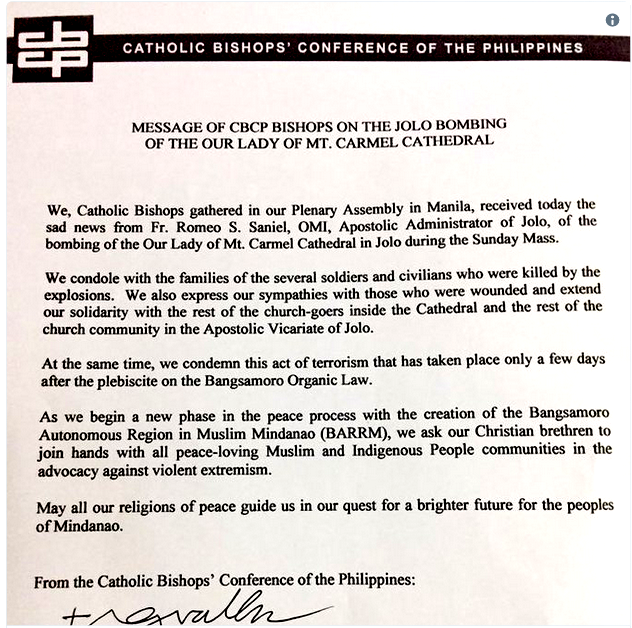 cb
cp
CATHOLIC BISHOPS' CONFERENCE OF THE PHILIPPINES
MESSAGE OF CBCP BISHOPS ON THE JOLO BOMBING
OF THE OUR LADY OF MT. CARMEL CATHEDRAL
We, Catholic Bishops gathered in our Plenary Assembly in Manila, received today the
sad news from Fr. Romeo S. Saniel, OMI, Apostolic Administrator of Jolo, of the
bombing of the Our Lady of Mt. Carmel Cathedral in Jolo during the Sunday Mass.
We condole with the families of the several soldiers and civilians who were killed by the
explosions. We also express our sympathies with those who were wounded and extend
our solidarity with the rest of the church-goers inside the Cathedral and the rest of the
church community in the Apostolic Vicariate of Jolo.
At the same time, we condemn this act of terrorism that has taken place only a few days
after the plebiscite on the Bangsamoro Organic Law.
As we begin a new phase in the peace process with the creation of the Bangsamoro
Autonomous Region in Muslim Mindanao (BARRM), we ask our Christian brethren to
join hands with all peace-loving Muslim and Indigenous People communities in the
advocacy against violent extremism.
May all our religions of peace guide us in our quest for a brighter future for the peoples
of Mindanao.
From the Catholic Bishops' Conference of the Philippines: